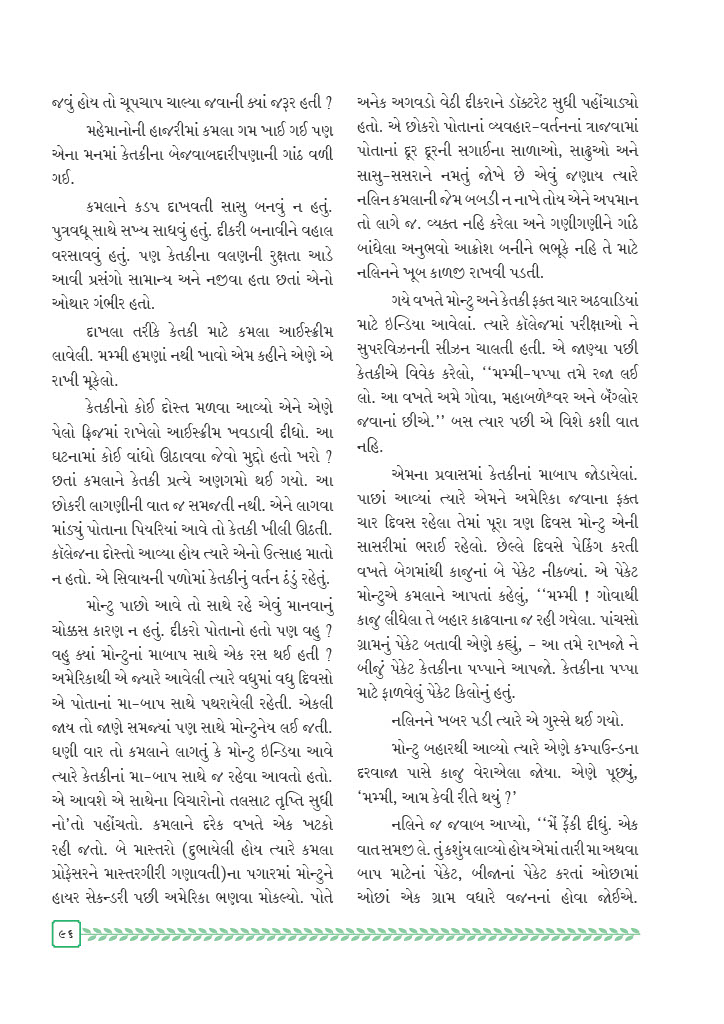 જવું હોય તો ચૂપચાપ ચાલ્યા જવાની ક્યાં જરૂર હતી ?
મહેમાનોની હાજરીમાં કમલા ગમ ખાઈ ગઈ પણ
એના મનમાં કેતકીના બેજવાબદારીપણાની ગાંઠ વળી
ગઈ.
કમલાને કડપ દાખવતી સાસુ બનવું ન હતું.
પુત્રવધૂ સાથે સખ્ય સાધવું હતું. દીકરી બનાવીને વહાલ
વરસાવવું હતું. પણ કેતકીના વલણની રુક્ષતા આડે
આવી પ્રસંગો સામાન્ય અને નજીવા હતા છતાં એનો
ઓથાર ગંભીર હતો.
દાખલા તરીકે કેતકી માટે કમલા આઈસ્ક્રીમ
લાવેલી. મમ્મી હમણાં નથી ખાવો એમ કહીને એણે એ
રાખી મૂકેલો.
કેતકીનો કોઈ દોસ્ત મળવા આવ્યો એને એણે
પેલો ફ્રિજમાં રાખેલો આઈસ્ક્રીમ ખવડાવી દીધો. આ
ઘટનામાં કોઈ વાંધો ઊઠાવવા જેવો મુદ્દો હતો ખરો ?
છતાં કમલાને કેતકી પ્રત્યે અણગમો થઈ ગયો. આ
છોકરી લાગણીની વાત જ સમજતી નથી. એને લાગવા
માંડ્યું પોતાના પિયરિયાં આવે તો કેતકી ખીલી ઊઠતી.
કૉલેજના દોસ્તો આવ્યા હોય ત્યારે એનો ઉત્સાહ માતો
ન હતો. એ સિવાયની પળોમાં કેતકીનું વર્તન ઠંડું રહેતું.
મોન્ટુ પાછો આવે તો સાથે રહે એવું માનવાનું
ચોક્કસ કારણ ન હતું. દીકરો પોતાનો હતો પણ વહુ ?
વહુ ક્યાં મોન્ટુનાં માબાપ સાથે એક રસ થઈ હતી ?
અમેરિકાથી એ જ્યારે આવેલી ત્યારે વધુમાં વધુ દિવસો
એ પોતાનાં મા-બાપ સાથે પથરાયેલી રહેતી. એકલી
જાય તો જાણે સમજ્યાં પણ સાથે મોન્ટુનેય લઈ જતી.
ઘણી વાર તો કમલાને લાગતું કે મોન્ટુ ઇન્ડિયા આવે
ત્યારે કેતકીનાં મા-બાપ સાથે જ રહેવા આવતો હતો.
એ આવશે એ સાથેના વિચારોનો તલસાટ તૃપ્તિ સુધી
નો'તો પહોંચતો. કમલાને દરેક વખતે એક ખટકો
રહી જતો. બે માસ્તરો (દુભાયેલી હોય ત્યારે કમલા
પ્રોફેસરને માસ્તરગીરી ગણાવતી)ના પગારમાં મોન્ટુને
હાયર સેકન્ડરી પછી અમેરિકા ભણવા મોકલ્યો. પોતે
અનેક અગવડો વેઠી દીકરાને ડૉક્ટરેટ સુધી પહોંચાડ્યો
હતો. એ છોકરો પોતાનાં વ્યવહાર-વર્તનનાં ત્રાજવામાં
પોતાનાં દૂર દૂરની સગાઈના સાળાઓ, સાઢુઓ અને
સાસુ-સસરાને નમતું જોખે છે એવું જણાય ત્યારે
નલિન કમલાની જેમ બબડી ન નાખે તોય એને અપમાન
તો લાગે જ. વ્યક્ત નહિ કરેલા અને ગણીગણીને ગાંઠે
બાંધેલા અનુભવો આક્રોશ બનીને ભભૂકે નહિ તે માટે
નલિનને ખૂબ કાળજી રાખવી પડતી.
ગયે વખતે મોન્ટુ અને કેતકી ફક્ત ચાર અઠવાડિયાં
માટે ઇન્ડિયા આવેલાં. ત્યારે કૉલેજમાં પરીક્ષાઓ ને
સુપરવિઝનની સીઝન ચાલતી હતી. એ જાણ્યા પછી
કેતકીએ વિવેક કરેલો, ‘‘મમ્મી-પપ્પા તમે રજા લઈ
લો. આ વખતે અમે ગોવા, મહાબળેશ્વર અને બૅંગ્લોર
જવાનાં છીએ.’’ બસ ત્યાર પછી એ વિશે કશી વાત
નહિ.
એમના પ્રવાસમાં કેતકીનાં માબાપ જોડાયેલાં.
પાછાં આવ્યાં ત્યારે એમને અમેરિકા જવાના ફક્ત
ચાર દિવસ રહેલા તેમાં પૂરા ત્રણ દિવસ મોન્ટુ એની
સાસરીમાં ભરાઈ રહેલો. છેલ્લે દિવસે પેકિંગ કરતી
વખતે બેગમાંથી કાજુનાં બે પેકેટ નીકળ્યાં. એ પેકેટ
મોન્ટુએ કમલાને આપતાં કહેલું, ‘‘મમ્મી ! ગોવાથી
કાજુ લીધેલા તે બહાર કાઢવાના જ રહી ગયેલા. પાંચસો
ગ્રામનું પેકેટ બતાવી એણે કહ્યું, - આ તમે રાખજો ને
બીજું પેકેટ કેતકીના પપ્પાને આપજો. કેતકીના પપ્પા
માટે ફાળવેલું પેકેટ કિલોનું હતું.
નલિનને ખબર પડી ત્યારે એ ગુસ્સે થઈ ગયો.
મોન્ટુ બહારથી આવ્યો ત્યારે એણે કમ્પાઉન્ડના
દરવાજા પાસે કાજુ વેરાએલા જોયા. એણે પૂછ્યું,
‘મમ્મી, આમ કેવી રીતે થયું ?’
નલિને જ જવાબ આપ્યો, ‘‘મેં ફેંકી દીધું. એક
વાત સમજી લે. તું કશુંય લાવ્યો હોય એમાં તારી મા અથવા
બાપ માટેનાં પેકેટ, બીજાનાં પેકેટ કરતાં ઓછામાં
ઓછાં એક ગ્રામ વધારે વજનનાં હોવા જોઈએ.
૯૬